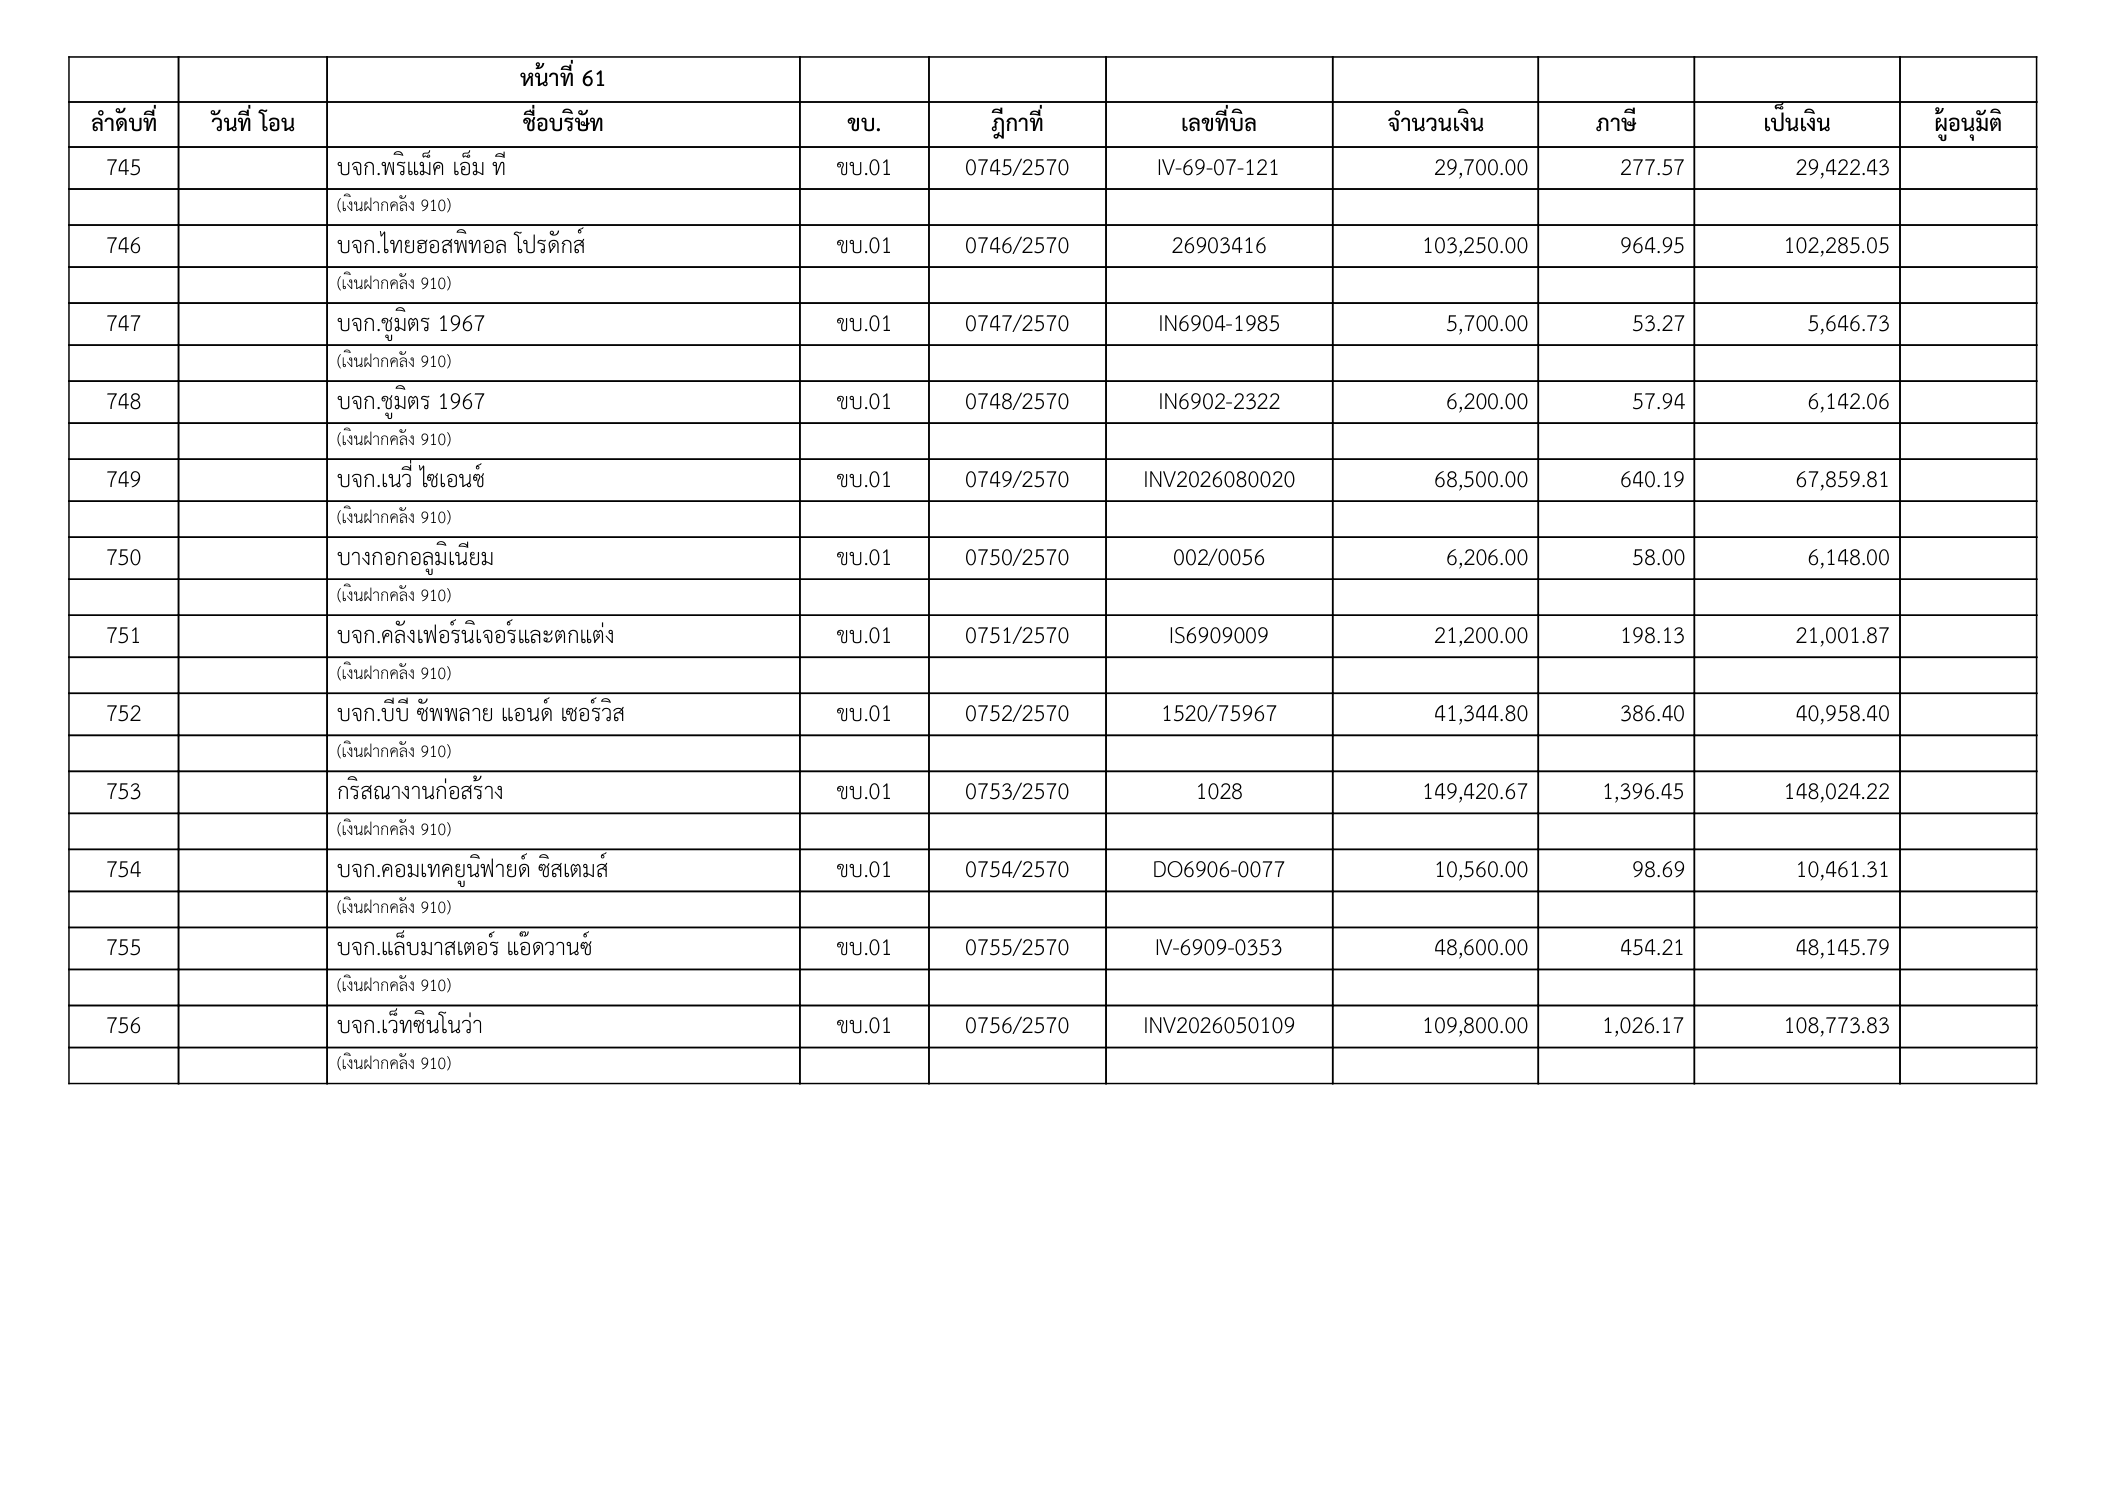 หน้าที่ 61
ลำดับที่ วันที่ โอน ชื่อบริษัท ขบ. ฎีกาที่ เลขที่บิล จำนวนเงิน ภาษี เป็นเงิน ผู้อนุมัติ
745 บจก.พริแม็ค เอ็ม ที ขบ.01 0745/2570 IV-69-07-121 29,700.00 277.57 29,422.43
(เงินฝากคลัง 910)
746 บจก.ไทยฮอสพิทอล โปรดักส์ ขบ.01 0746/2570 26903416 103,250.00 964.95 102,285.05
(เงินฝากคลัง 910)
747 บจก.ชูมิตร 1967 ขบ.01 0747/2570 IN6904-1985 5,700.00 53.27 5,646.73
(เงินฝากคลัง 910)
748 บจก.ชูมิตร 1967 ขบ.01 0748/2570 IN6902-2322 6,200.00 57.94 6,142.06
(เงินฝากคลัง 910)
749 บจก.เนวี่ ไซเอนซ์ ขบ.01 0749/2570 INV2026080020 68,500.00 640.19 67,859.81
(เงินฝากคลัง 910)
750 บางกอกอลูมิเนียม ขบ.01 0750/2570 002/0056 6,206.00 58.00 6,148.00
(เงินฝากคลัง 910)
751 บจก.คลังเฟอร์นิเจอร์และตกแต่ง ขบ.01 0751/2570 IS6909009 21,200.00 198.13 21,001.87
(เงินฝากคลัง 910)
752 บจก.บีบี ซัพพลาย แอนด์ เซอร์วิส ขบ.01 0752/2570 1520/75967 41,344.80 386.40 40,958.40
(เงินฝากคลัง 910)
753 กริสณางานก่อสร้าง ขบ.01 0753/2570 1028 149,420.67 1,396.45 148,024.22
(เงินฝากคลัง 910)
754 บจก.คอมเทคยูนิฟายด์ ซิสเตมส์ ขบ.01 0754/2570 DO6906-0077 10,560.00 98.69 10,461.31
(เงินฝากคลัง 910)
755 บจก.แล็บมาสเตอร์ แอ๊ดวานซ์ ขบ.01 0755/2570 IV-6909-0353 48,600.00 454.21 48,145.79
(เงินฝากคลัง 910)
756 บจก.เว็ทซินโนว่า ขบ.01 0756/2570 INV2026050109 109,800.00 1,026.17 108,773.83
(เงินฝากคลัง 910)